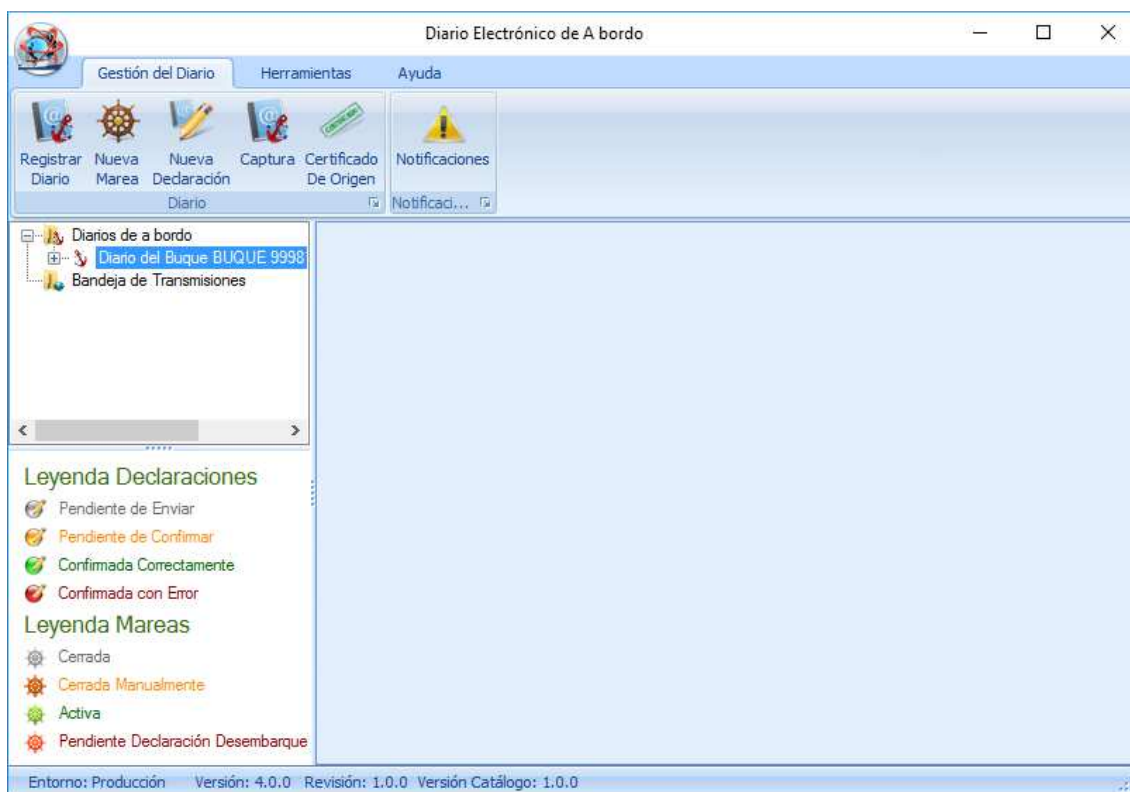 Diario Electrónico de A bordo
Gestión del Diario Herramientas Ayuda
Registrar Diario
Nueva Marea
Nueva Declaración
Captura
Certificado De Origen
Notificaciones
Diario
Notificaci...
Diarios de a bordo
Diario del Buque BUQUE 9998
Bandeja de Transmisiones
Leyenda Declaraciones
Pendiente de Enviar
Pendiente de Confirmar
Confirmada Correctamente
Confirmada con Error
Leyenda Mareas
Cerrada
Cerrada Manualmente
Activa
Pendiente Declaración Desembarque
Entorno: Producción Versión: 4.0.0 Revisión: 1.0.0 Versión Catálogo: 1.0.0